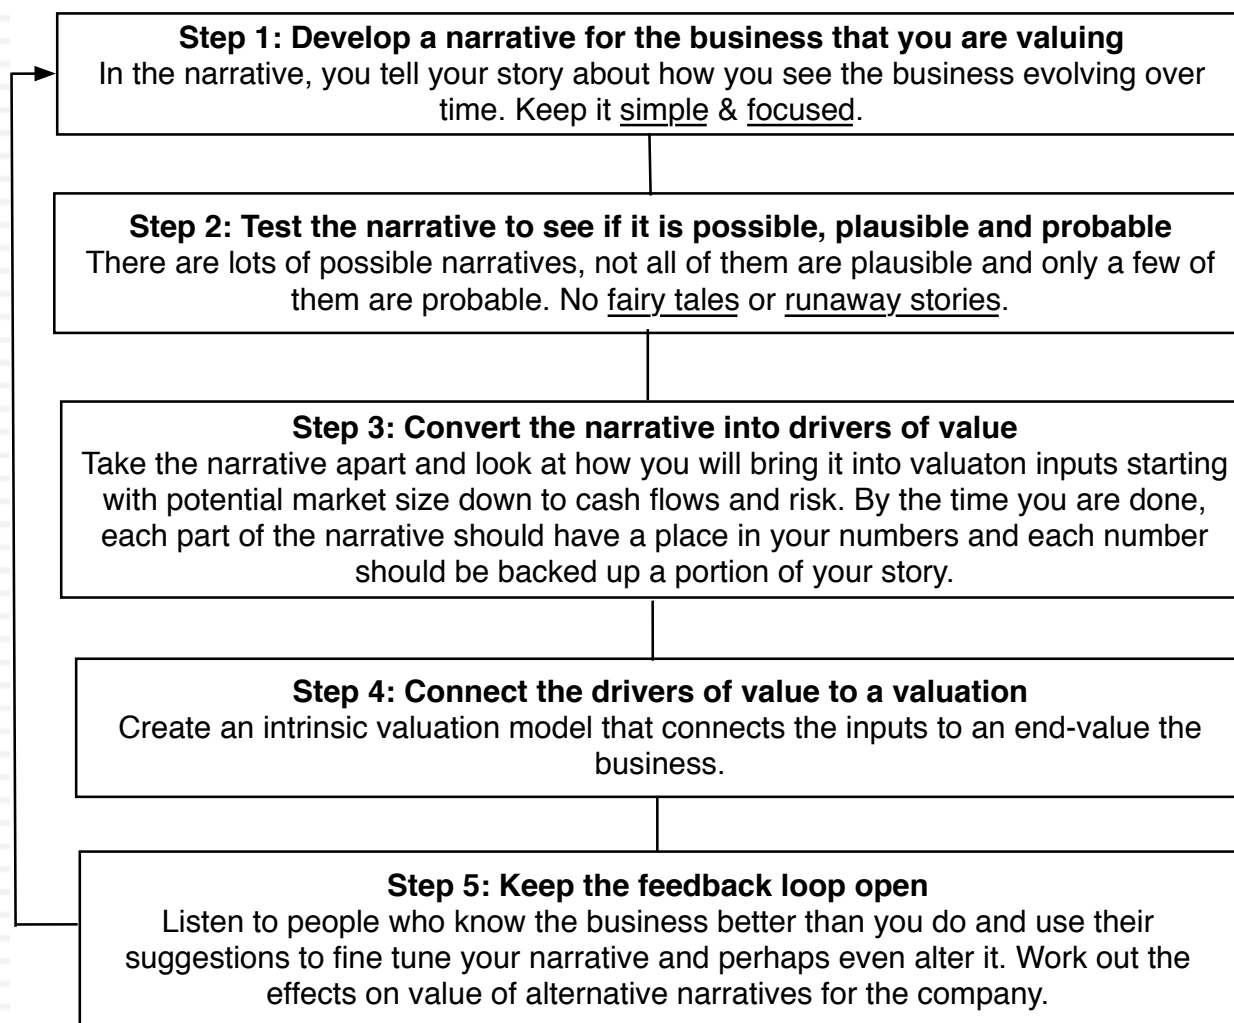 Step 1: Develop a narrative for the business that you are valuing
In the narrative, you tell your story about how you see the business evolving over
time. Keep it simple & focused.
Step 2: Test the narrative to see if it is possible, plausible and probable
There are lots of possible narratives, not all of them are plausible and only a few of
them are probable. No fairy tales or runaway stories.
Step 3: Convert the narrative into drivers of value
Take the narrative apart and look at how you will bring it into valuaton inputs starting
with potential market size down to cash flows and risk. By the time you are done,
each part of the narrative should have a place in your numbers and each number
should be backed up a portion of your story.
Step 4: Connect the drivers of value to a valuation
Create an intrinsic valuation model that connects the inputs to an end-value the
business.
Step 5: Keep the feedback loop open
Listen to people who know the business better than you do and use their
suggestions to fine tune your narrative and perhaps even alter it. Work out the
effects on value of alternative narratives for the company.